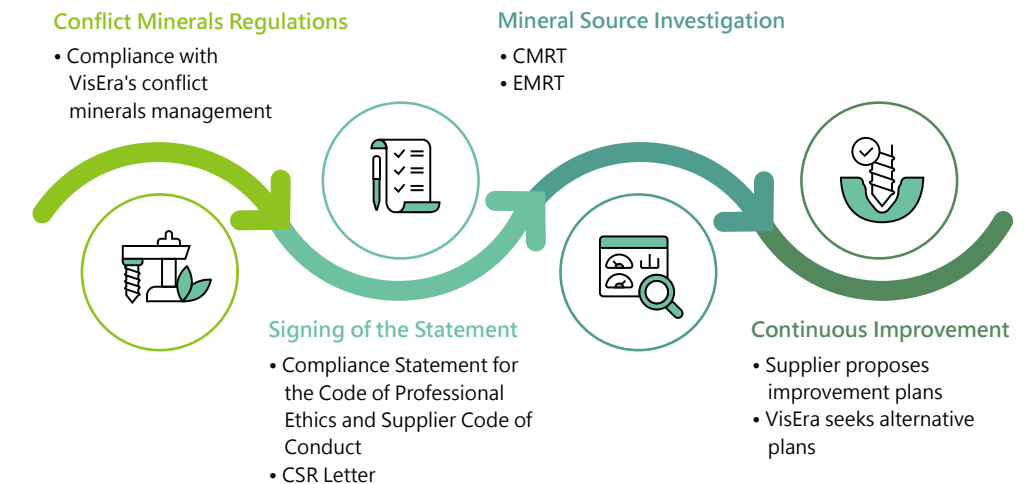 Conflict Minerals Regulations
• Compliance with
VisEra's conflict
minerals management
Signing of the Statement
• Compliance Statement for
the Code of Professional
Ethics and Supplier Code of
Conduct
• CSR Letter
Mineral Source Investigation
• CMRT
• EMRT
Continuous Improvement
• Supplier proposes
improvement plans
• VisEra seeks alternative
plans